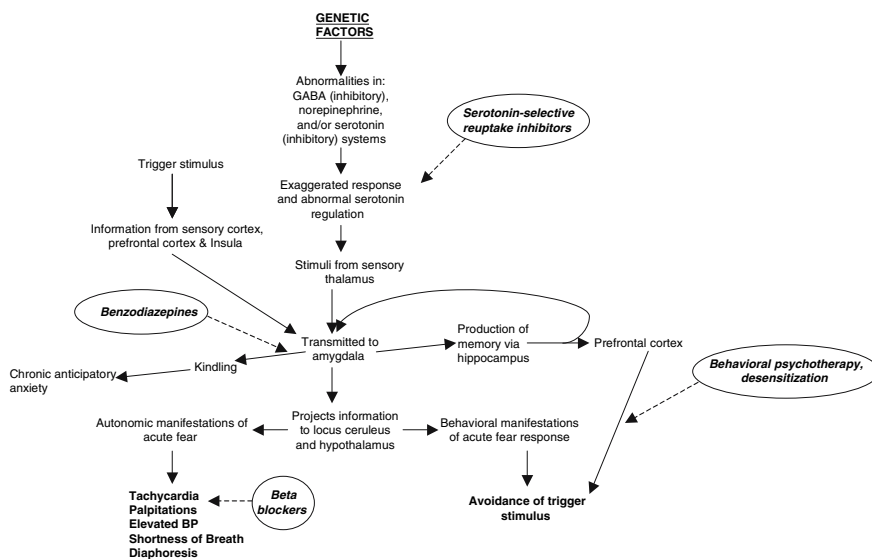 GENETIC
FACTORS
Abnormalities in:
GABA (inhibitory),
norepinephrine,
and/or serotonin
(inhibitory) systems
Serotonin-selective
reuptake inhibitors
Trigger stimulus
Exaggerated response
and abnormal serotonin
regulation
Information from sensory cortex,
prefrontal cortex & Insula
Stimuli from sensory
thalamus
Benzodiazepines
Transmitted to
amygdala
Production of
memory via
hippocampus
Prefrontal cortex
Kindling
Chronic anticipatory
anxiety
Behavioral psychotherapy,
desensitization
Autonomic manifestations of
acute fear
Projects information
to locus ceruleus
and hypothalamus
Behavioral manifestations
of acute fear response
Tachycardia
Palpitations
Elevated BP
Shortness of Breath
Diaphoresis
Beta
blockers
Avoidance of trigger
stimulus